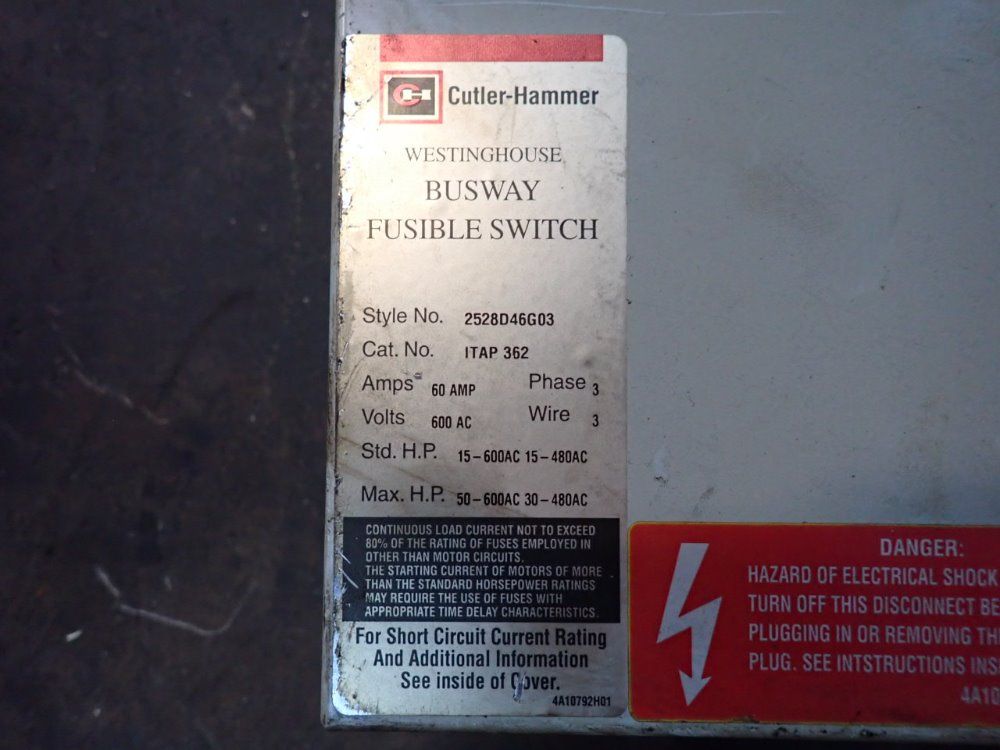 Cutler-Hammer
WESTINGHOUSE
BUSWAY
FUSIBLE SWITCH
Style No. 2528D46G03
Cat. No. ITAP 362
Amps 60 AMP Phase 3
Volts 600 AC Wire 3
Std. H.P. 15-600AC 15-480AC
Max. H.P. 50-600AC 30-480AC
CONTINUOUS LOAD CURRENT NOT TO EXCEED
80% OF THE RATING OF FUSES EMPLOYED IN
OTHER THAN MOTOR CIRCUITS.
THE STARTING CURRENT OF MOTORS OF MORE
THAN THE STANDARD HORSEPOWER RATINGS
MAY REQUIRE THE USE OF FUSES WITH
APPROPRIATE TIME DELAY CHARACTERISTICS.
For Short Circuit Current Rating
And Additional Information
See inside of Cover.
4A10792H01
DANGER:
HAZARD OF ELECTRICAL SHOCK
TURN OFF THIS DISCONNECT BE
PLUGGING IN OR REMOVING TH
PLUG. SEE INTSTRUCTIONS INS
4A10